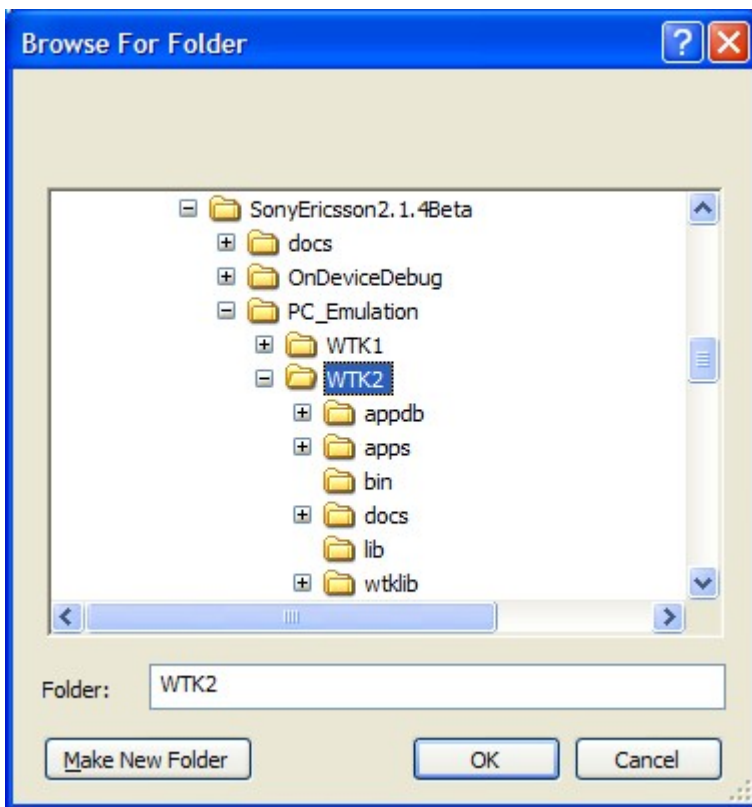 Browse For Folder
SonyEricsson2.1.4Beta
docs
OnDeviceDebug
PC_Emulation
WTK1
WTK2
appdb
apps
bin
docs
lib
wtklib
Folder: WTK2
Make New Folder OK Cancel